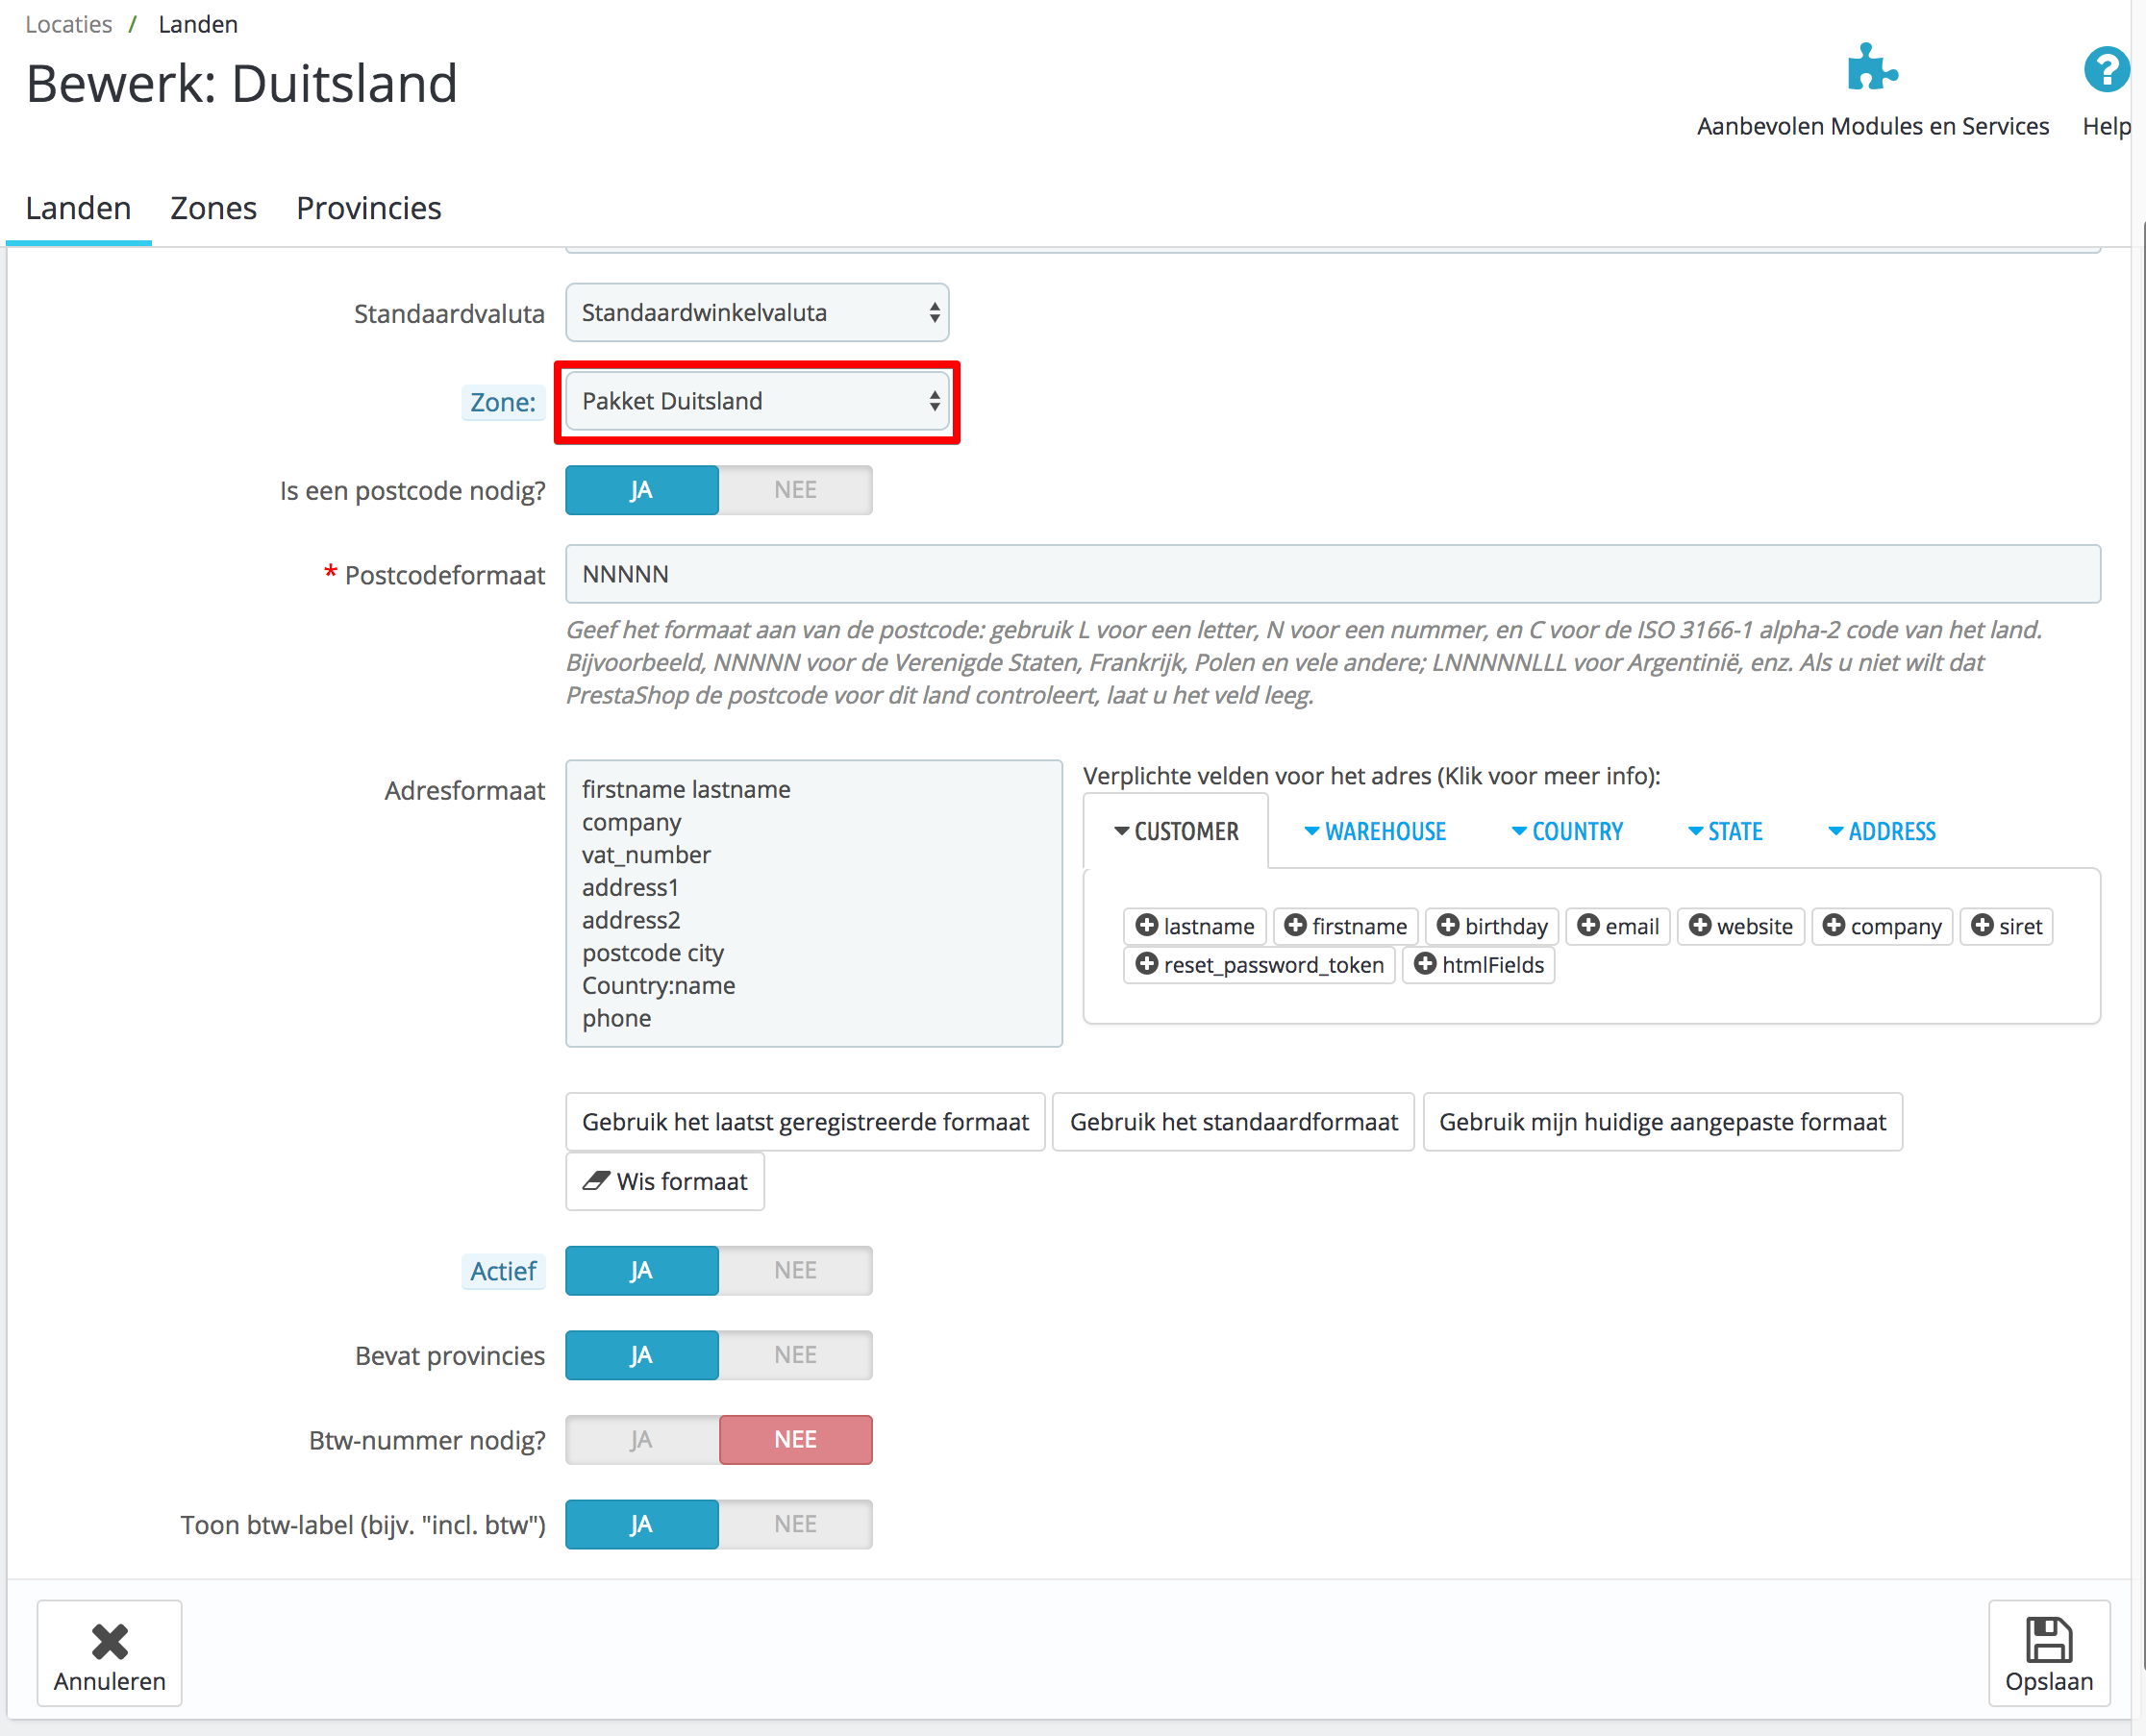 Locaties / Landen
Bewerk: Duitsland
Aanbevolen Modules en Services
Help
Landen Zones Provincies
Standaardvaluta Standaardwinkelvaluta
Zone: Pakket Duitsland
Is een postcode nodig? JA NEE
* Postcodeformaat NNNNN
Geef het formaat aan van de postcode: gebruik L voor een letter, N voor een nummer, en C voor de ISO 3166-1 alpha-2 code van het land.
Bijvoorbeeld, NNNNN voor de Verenigde Staten, Frankrijk, Polen en vele andere; LNNNNNLLL voor Argentinië, enz. Als u niet wilt dat
PrestaShop de postcode voor dit land controleert, laat u het veld leeg.
Adresformaat
firstname lastname
company
vat_number
address1
address2
postcode city
Country:name
phone
Verplichte velden voor het adres (Klik voor meer info):
CUSTOMER WAREHOUSE COUNTRY STATE ADDRESS
lastname firstname birthday email website company siret
reset_password_token htmlFields
Gebruik het laatst geregistreerde formaat Gebruik het standaardformaat Gebruik mijn huidige aangepaste formaat
Wis formaat
Actief JA NEE
Bevat provincies JA NEE
Btw-nummer nodig? JA NEE
Toon btw-label (bijv. "incl. btw") JA NEE
Annuleren Opslaan